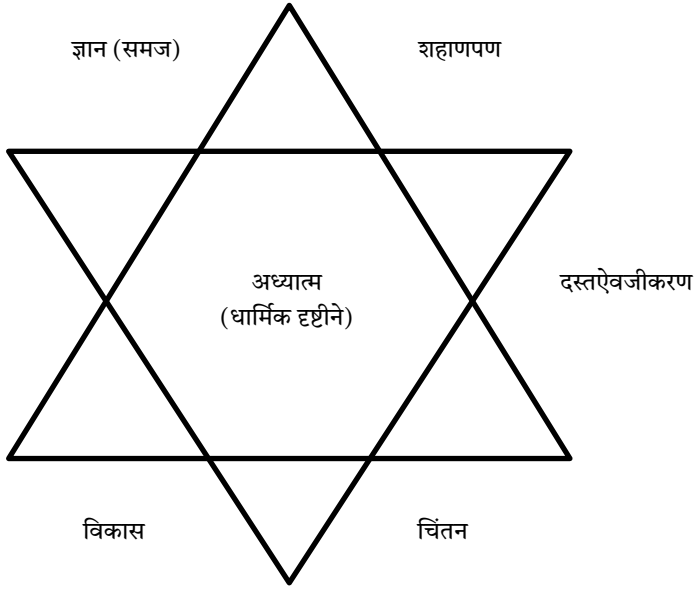 ज्ञान (समज)
शहाणपण
अध्यात्म
(धार्मिक दृष्टीने)
दस्तऐवजीकरण
विकास
चिंतन